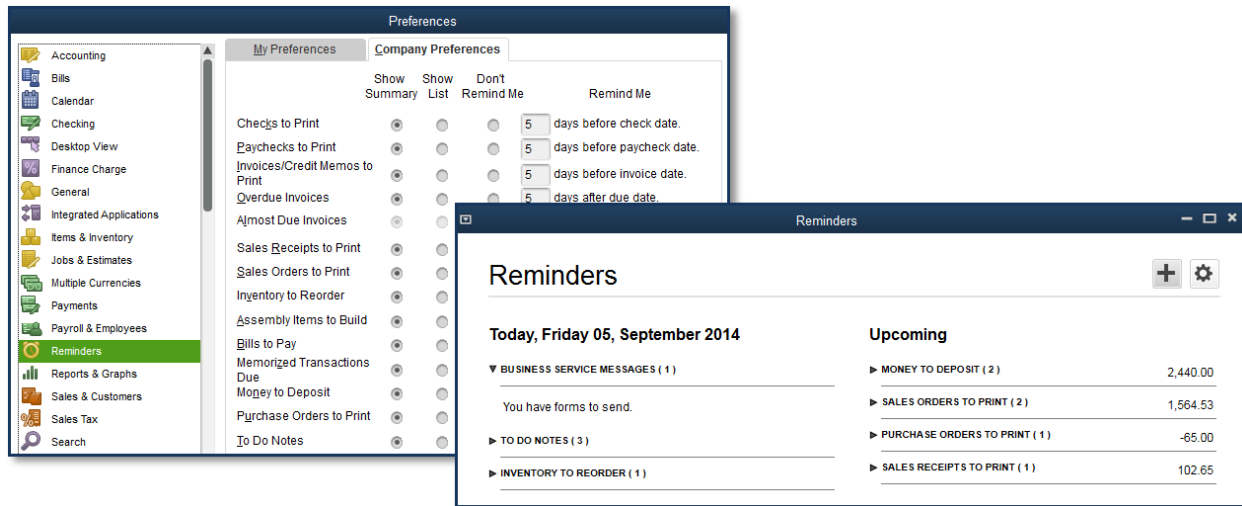 Preferences
Accounting
Bills
Calendar
Checking
Desktop View
Finance Charge
General
Integrated Applications
Items & Inventory
Jobs & Estimates
Multiple Currencies
Payments
Payroll & Employees
Reminders
Reports & Graphs
Sales & Customers
Sales Tax
Search
My Preferences
Company Preferences
Show Summary
Show List
Don't Remind Me
Remind Me
Checks to Print 5 days before check date.
Paychecks to Print 5 days before paycheck date.
Invoices/Credit Memos to
Print 5 days before invoice date.
Overdue Invoices 5 days after due date.
Almost Due Invoices
Sales Receipts to Print
Sales Orders to Print
Inventory to Reorder
Assembly Items to Build
Bills to Pay
Memorized Transactions
Due
Money to Deposit
Purchase Orders to Print
To Do Notes
Reminders
Reminders
Today, Friday 05, September 2014
BUSINESS SERVICE MESSAGES ( 1 )
You have forms to send.
TO DO NOTES ( 3 )
INVENTORY TO REORDER ( 1 )
Upcoming
MONEY TO DEPOSIT ( 2 ) 2,440.00
SALES ORDERS TO PRINT ( 2 ) 1,564.53
PURCHASE ORDERS TO PRINT ( 1 ) -65.00
SALES RECEIPTS TO PRINT ( 1 ) 102.65